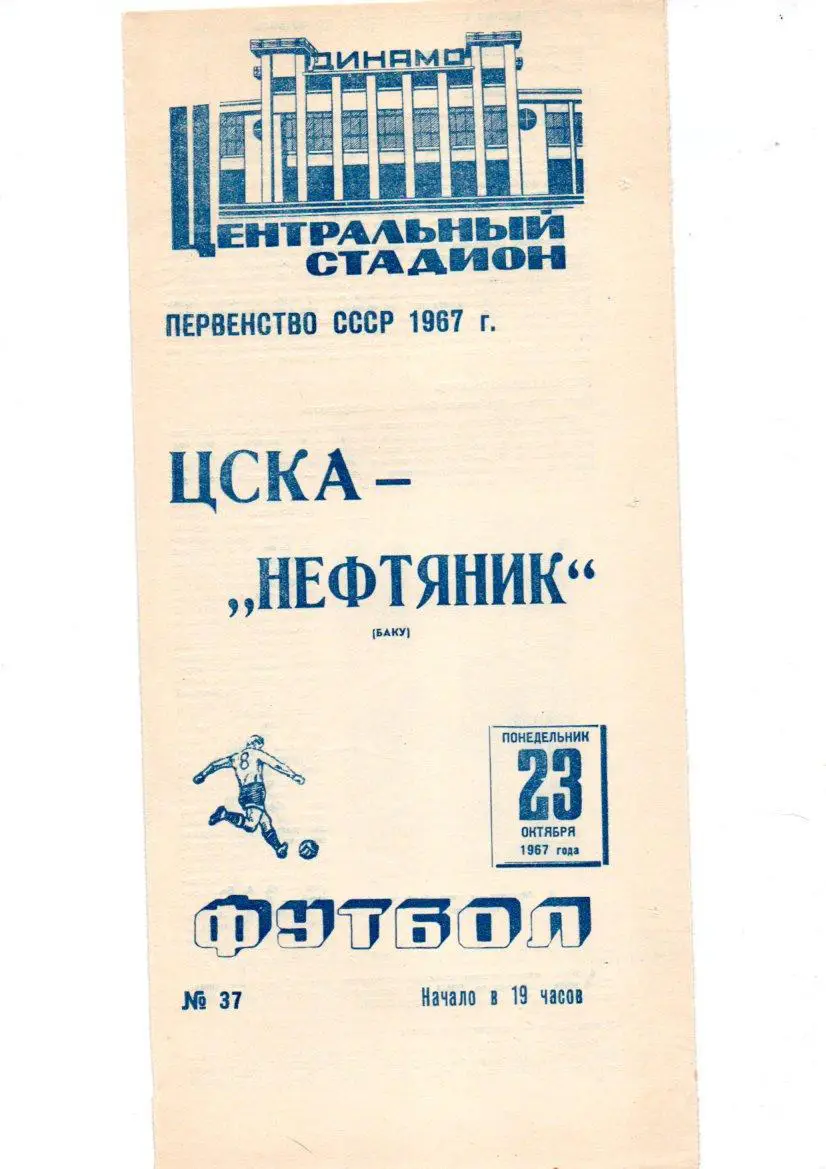 ДИНАМО
ЦЕНТРАЛЬНЫЙ
СТАДИОН
ПЕРВЕНСТВО СССР 1967 г.
ЦСКА –
„НЕФТЯНИК“
(БАКУ)
8
ПОНЕДЕЛЬНИК
23
ОКТЯБРЯ
1967 года
ФУТБОЛ
№ 37
Начало в 19 часов